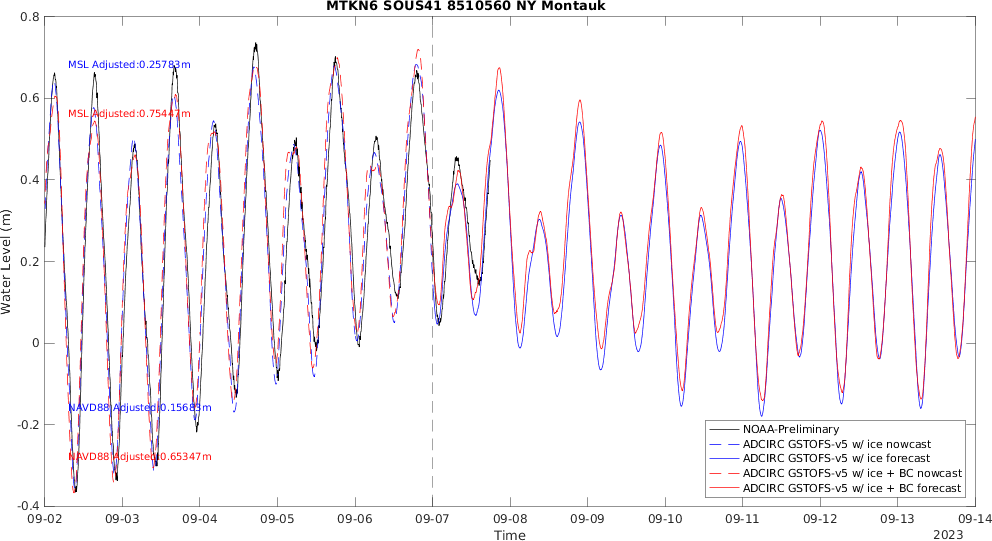 MTKN6 SOUS41 8510560 NY Montauk
0.8
0.6
0.4
0.2
0
-0.2
-0.4
Water Level (m)
MSL Adjusted:0.25783m
MSL Adjusted:0.75447m
NAVD88 Adjusted:0.15683m
NAVD88 Adjusted:0.65347m
NOAA-Preliminary
ADCIRC GSTOFS-v5 w/ ice nowcast
ADCIRC GSTOFS-v5 w/ ice forecast
ADCIRC GSTOFS-v5 w/ ice + BC nowcast
ADCIRC GSTOFS-v5 w/ ice + BC forecast
09-02 09-03 09-04 09-05 09-06 09-07 09-08 09-09 09-10 09-11 09-12 09-13 09-14
Time
2023